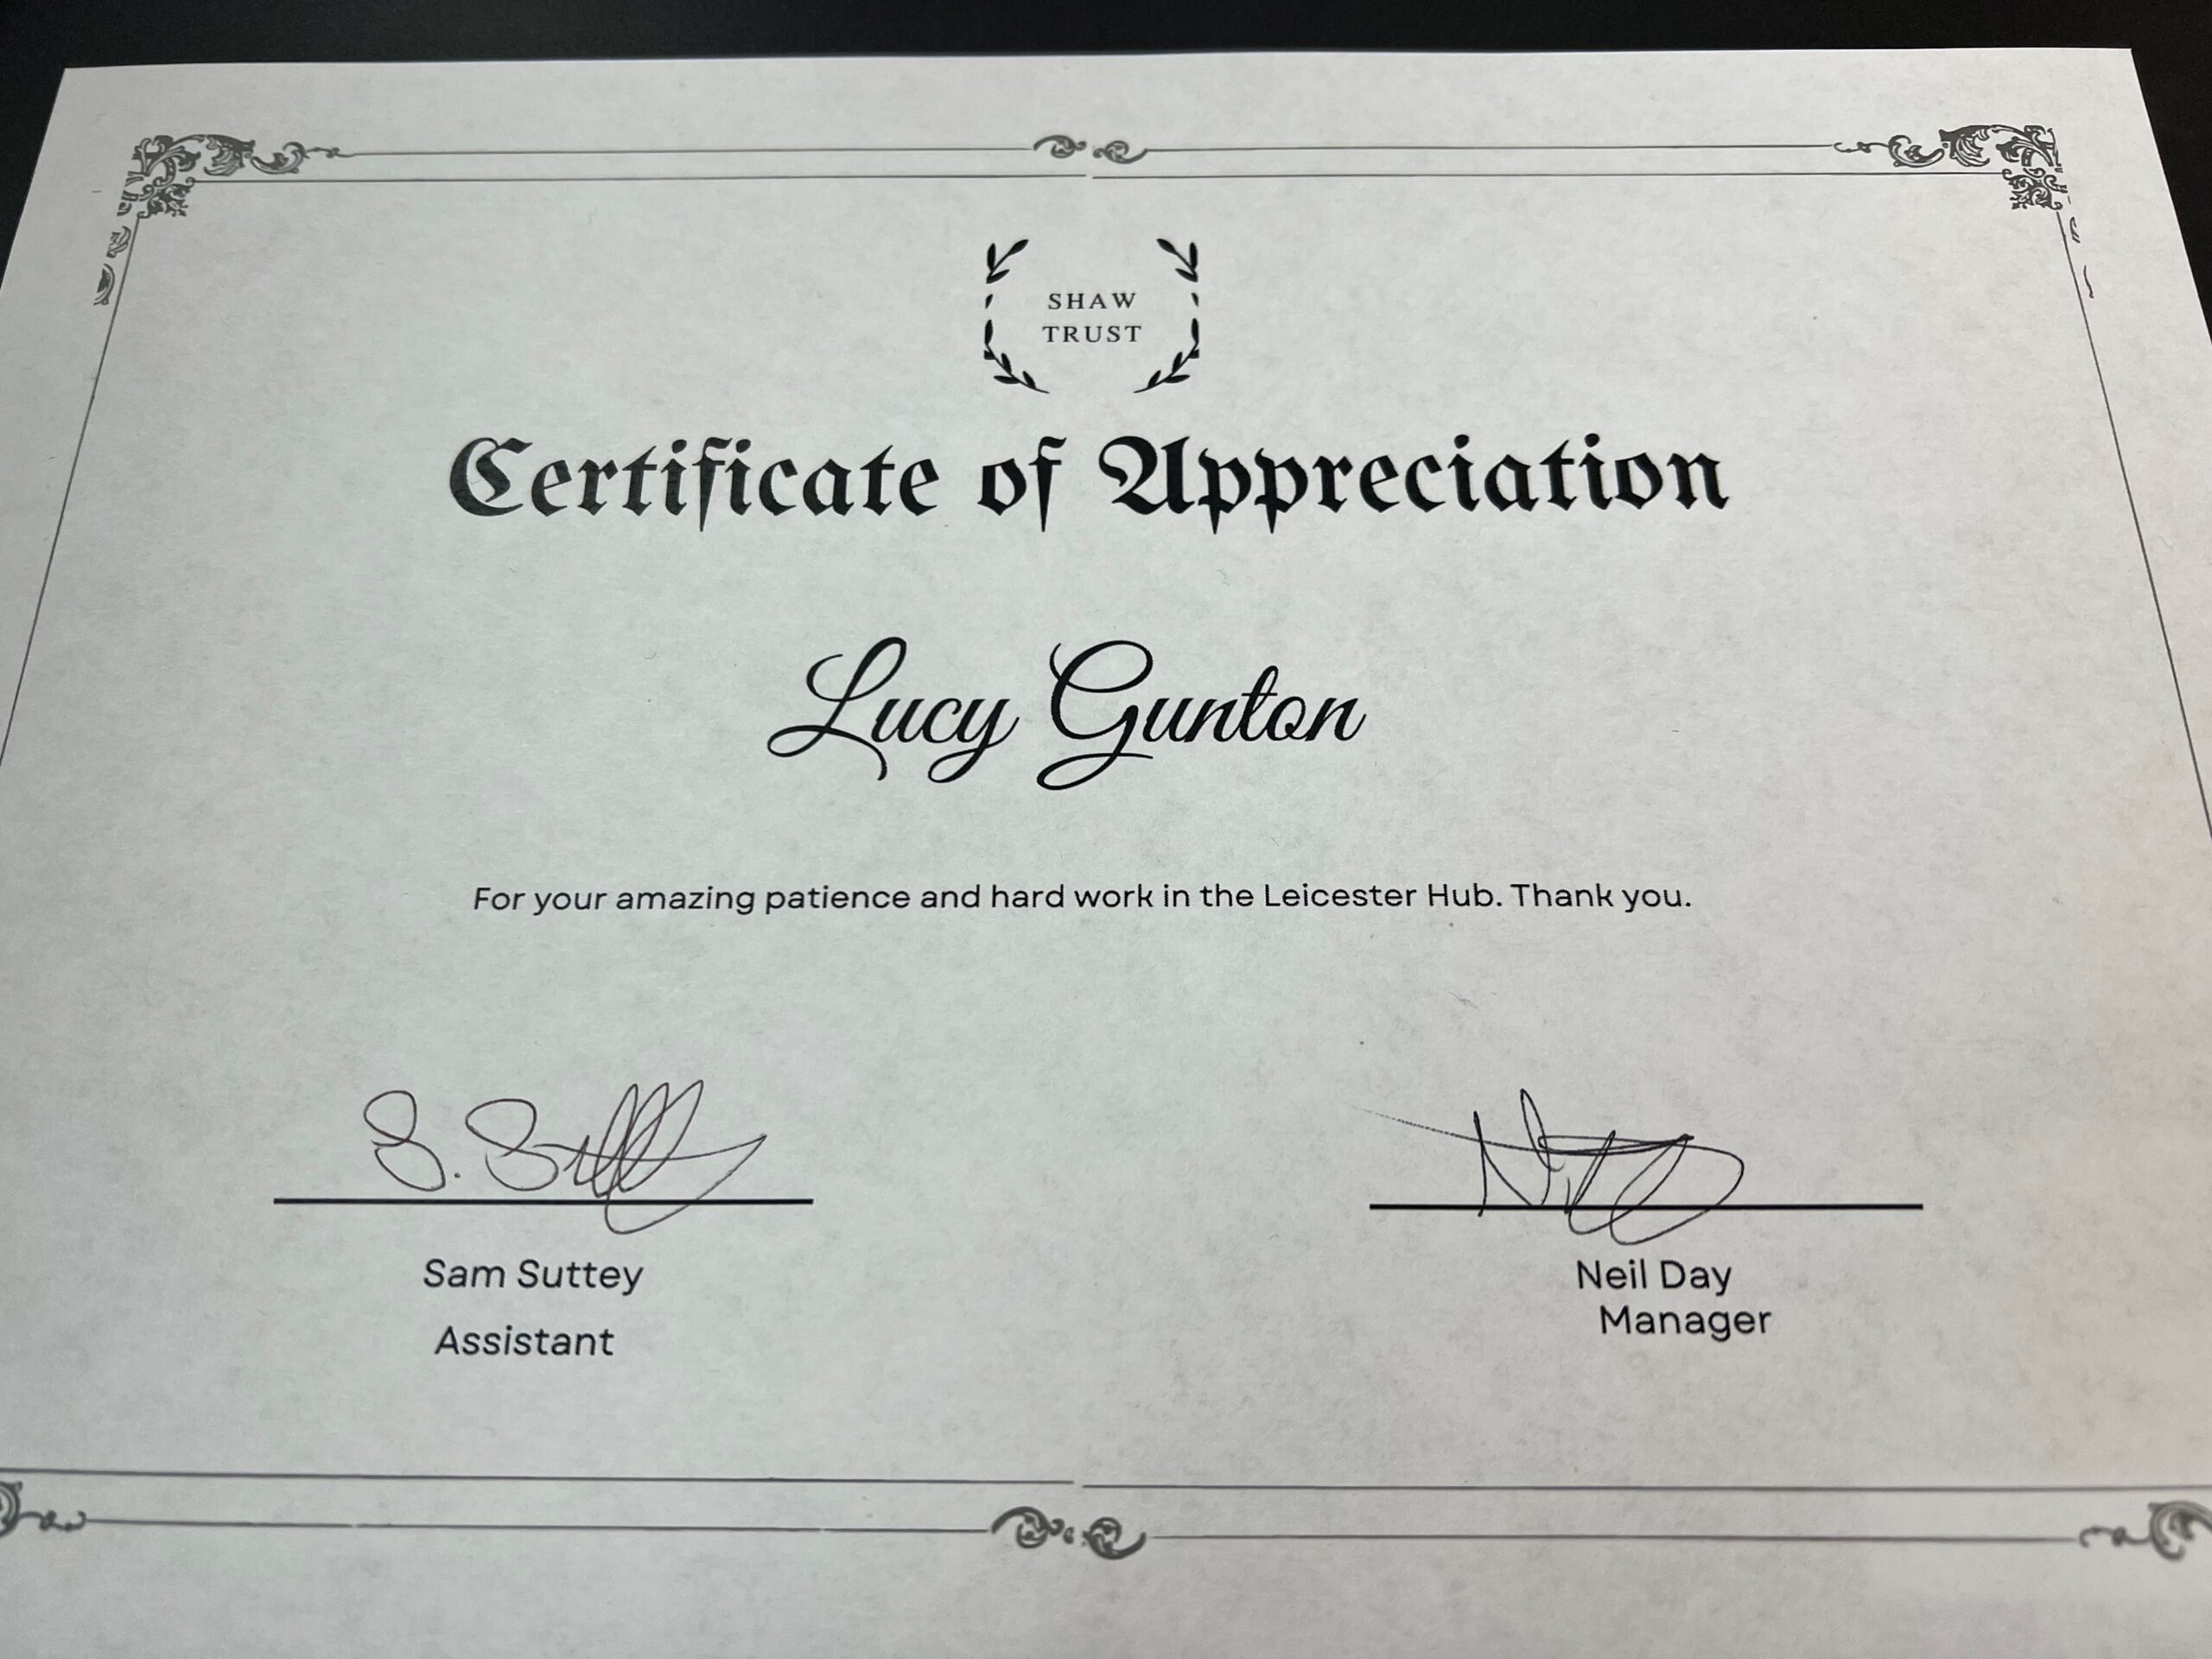 SHAW
TRUST
Certificate of Appreciation
Lucy Gunton
For your amazing patience and hard work in the Leicester Hub. Thank you.
S. Suttey
Sam Suttey
Assistant
Neil Day
Manager